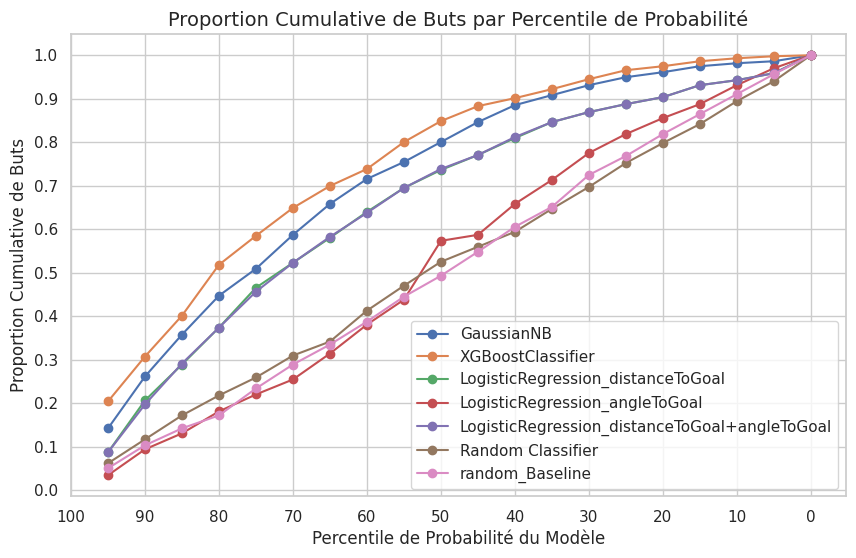 Proportion Cumulative de Buts par Percentile de Probabilité
Proportion Cumulative de Buts
1.0
0.9
0.8
0.7
0.6
0.5
0.4
0.3
0.2
0.1
0.0
GaussianNB
XGBoostClassifier
LogisticRegression_distanceToGoal
LogisticRegression_angleToGoal
LogisticRegression_distanceToGoal+angleToGoal
Random Classifier
random_Baseline
100 90 80 70 60 50 40 30 20 10 0
Percentile de Probabilité du Modèle